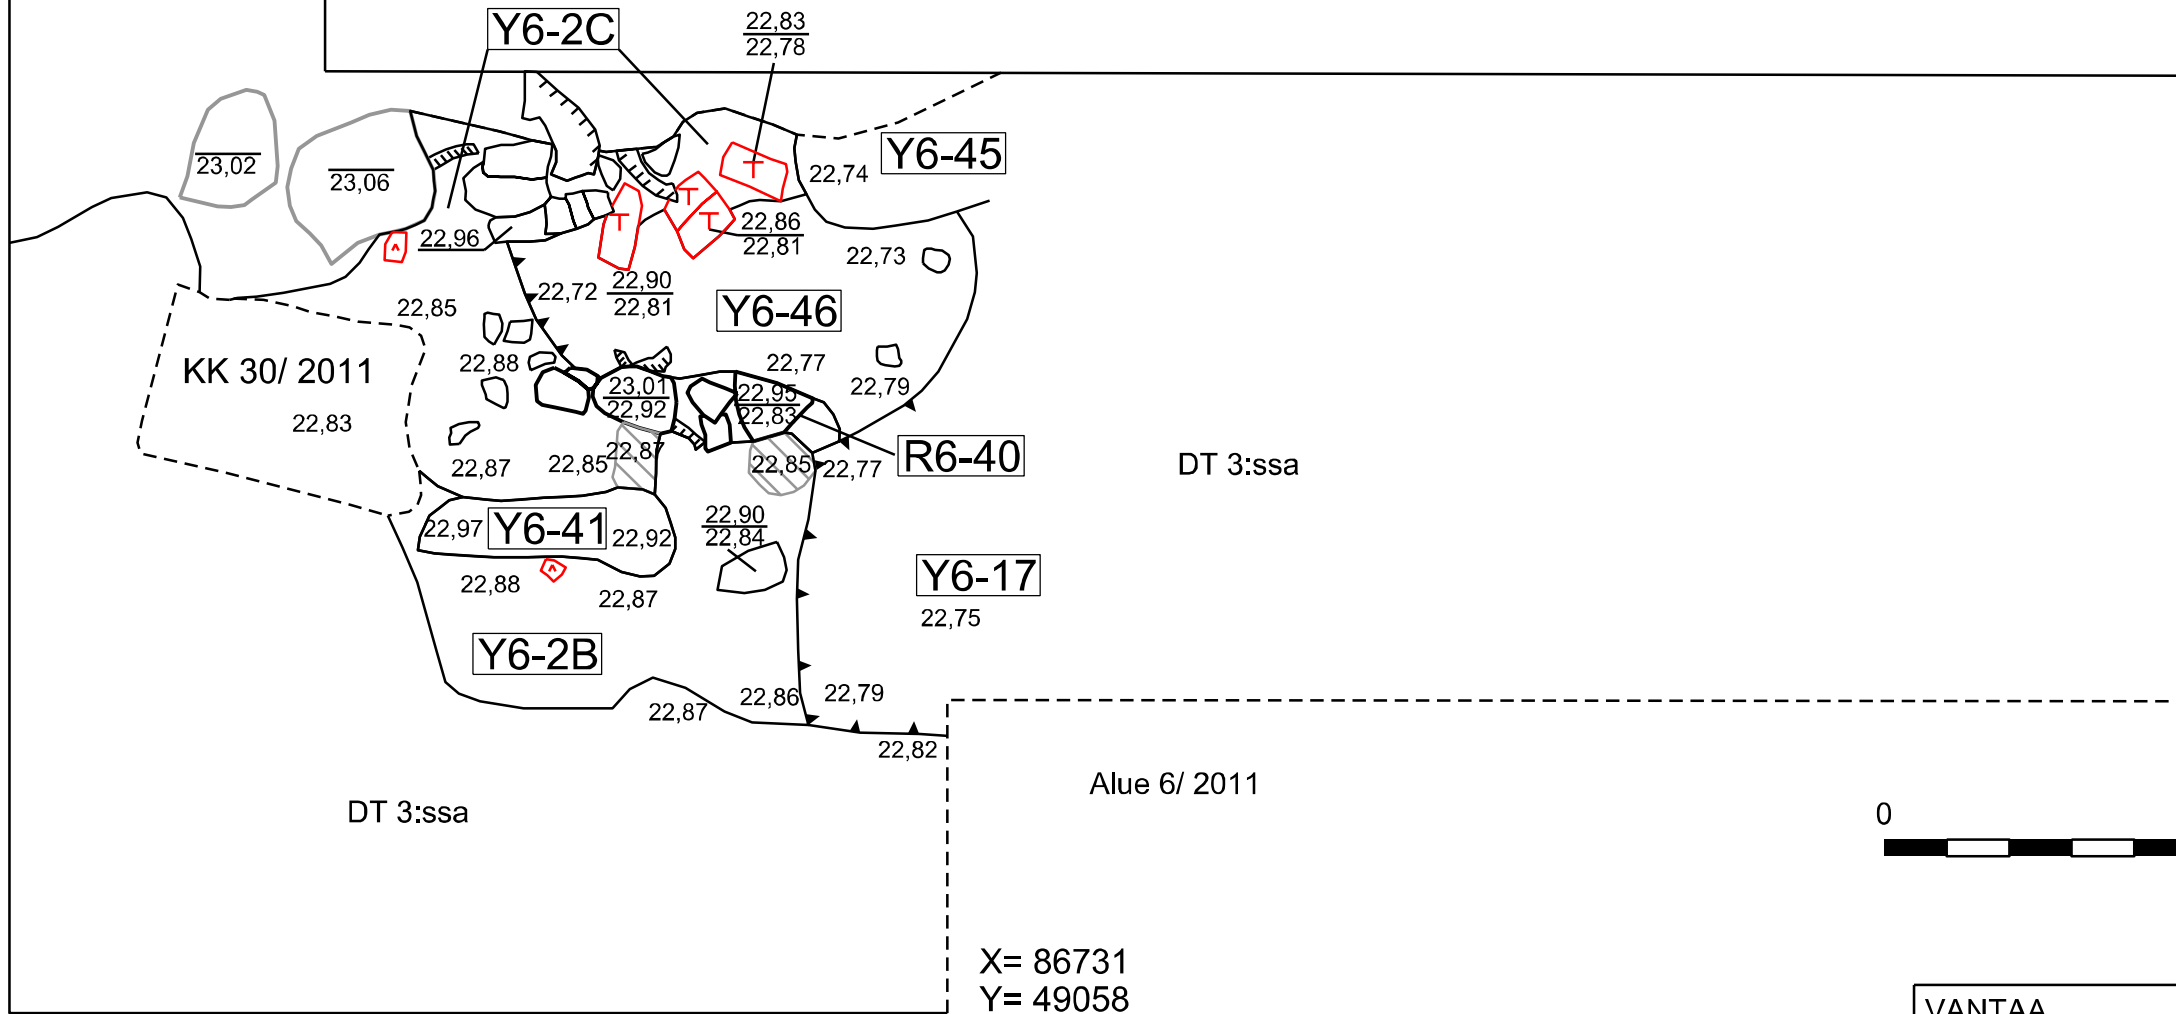 Y6-2C
22,83
22,78
23,02
23,06
22,74
Y6-45
22,96
22,86
22,81
22,73
22,85
22,72
22,90
22,81
Y6-46
KK 30/ 2011
22,83
22,88
23,01
22,92
22,77
22,95
22,83
22,79
22,87
22,85
22,87
22,85
22,77
R6-40
DT 3:ssa
22,97
Y6-41
22,92
22,90
22,84
22,88
22,87
Y6-17
22,75
Y6-2B
22,87
22,86
22,79
22,82
DT 3:ssa
Alue 6/ 2011
0
X= 86731
Y= 49058
VANTAA